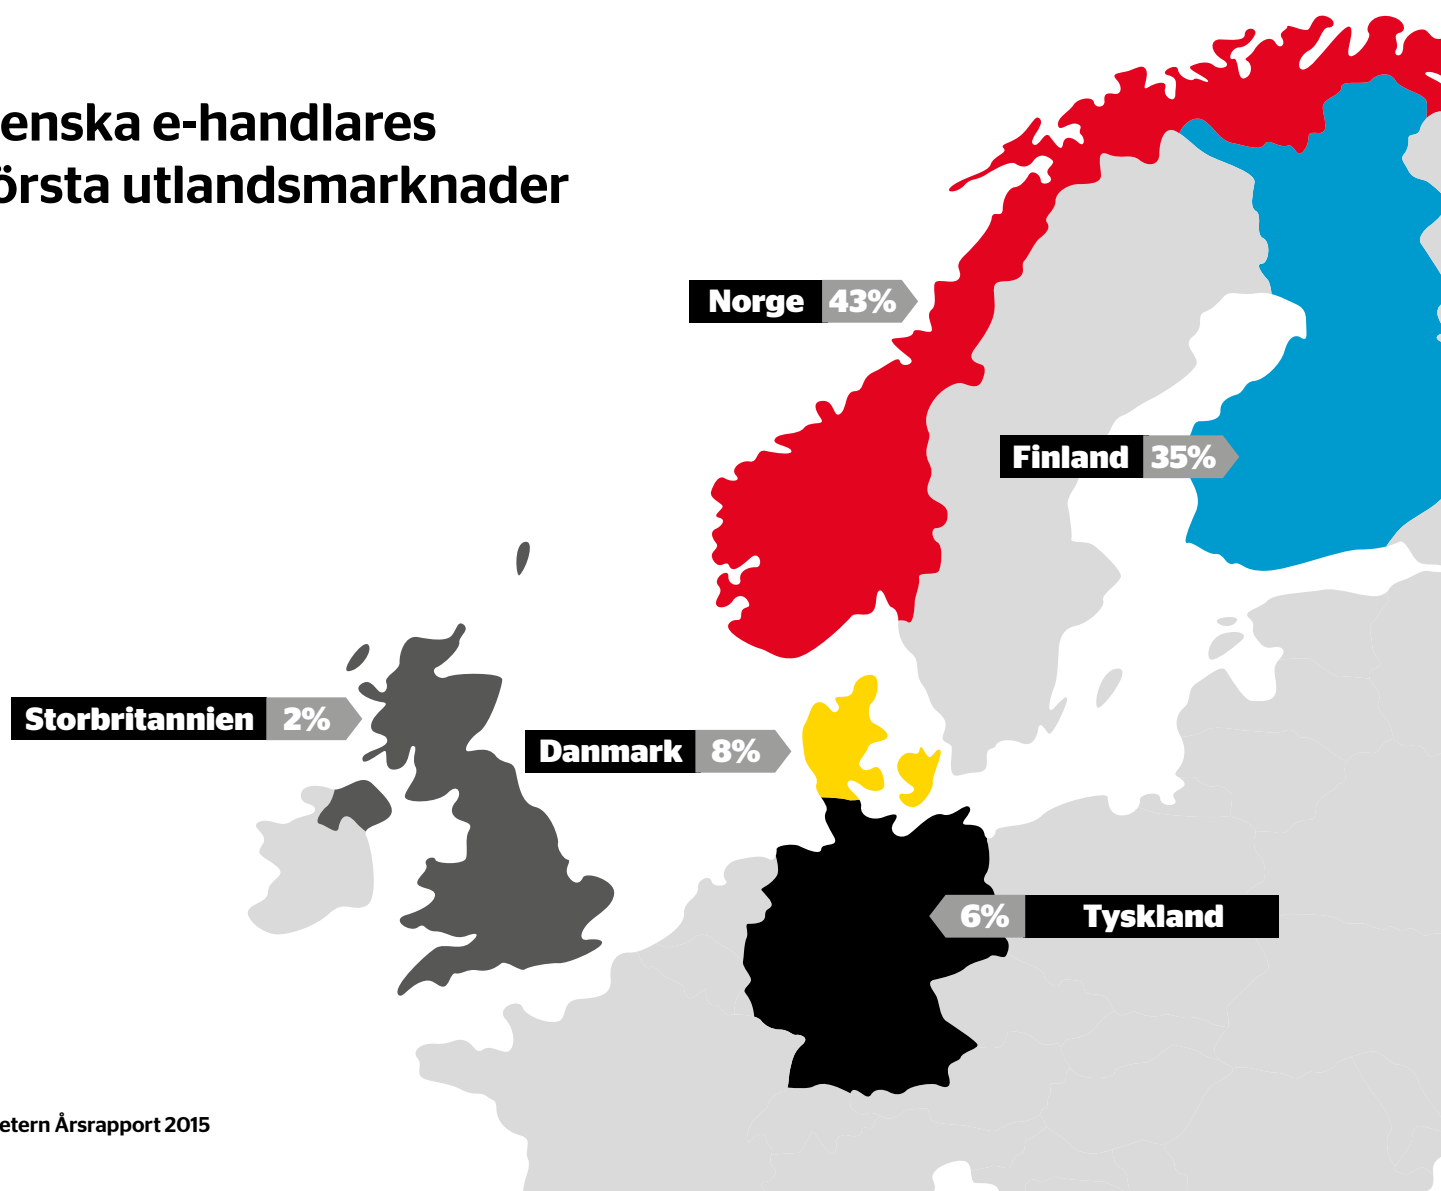 enska e-handlares
örsta utlandsmarknader
Norge 43%
Finland 35%
Storbritannien 2%
Danmark 8%
6% Tyskland
etern Årsrapport 2015